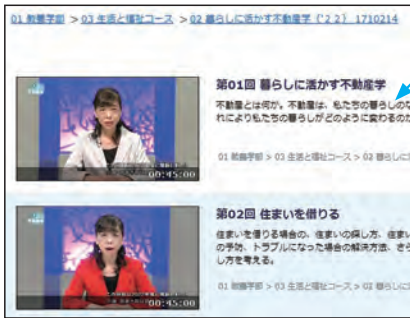 01 教養学部 > 03 生活と福祉コース > 02 暮らしに活かす不動産学（'２２） 1710214
第01回 暮らしに活かす不動産学
不動産とは何か。不動産は、私たちの暮らしの
れにより私たちの暮らしがどのように変わるのか
01 教養学部 > 03 生活と福祉コース > 02 暮らしに
00:45:00
第02回 住まいを借りる
住まいを借りる場合の、住まいの探し方、住まい
の予防、トラブルになった場合の解決方法、さら
し方を考える。
01 教養学部 > 03 生活と福祉コース > 02 暮らしに
00:45:00